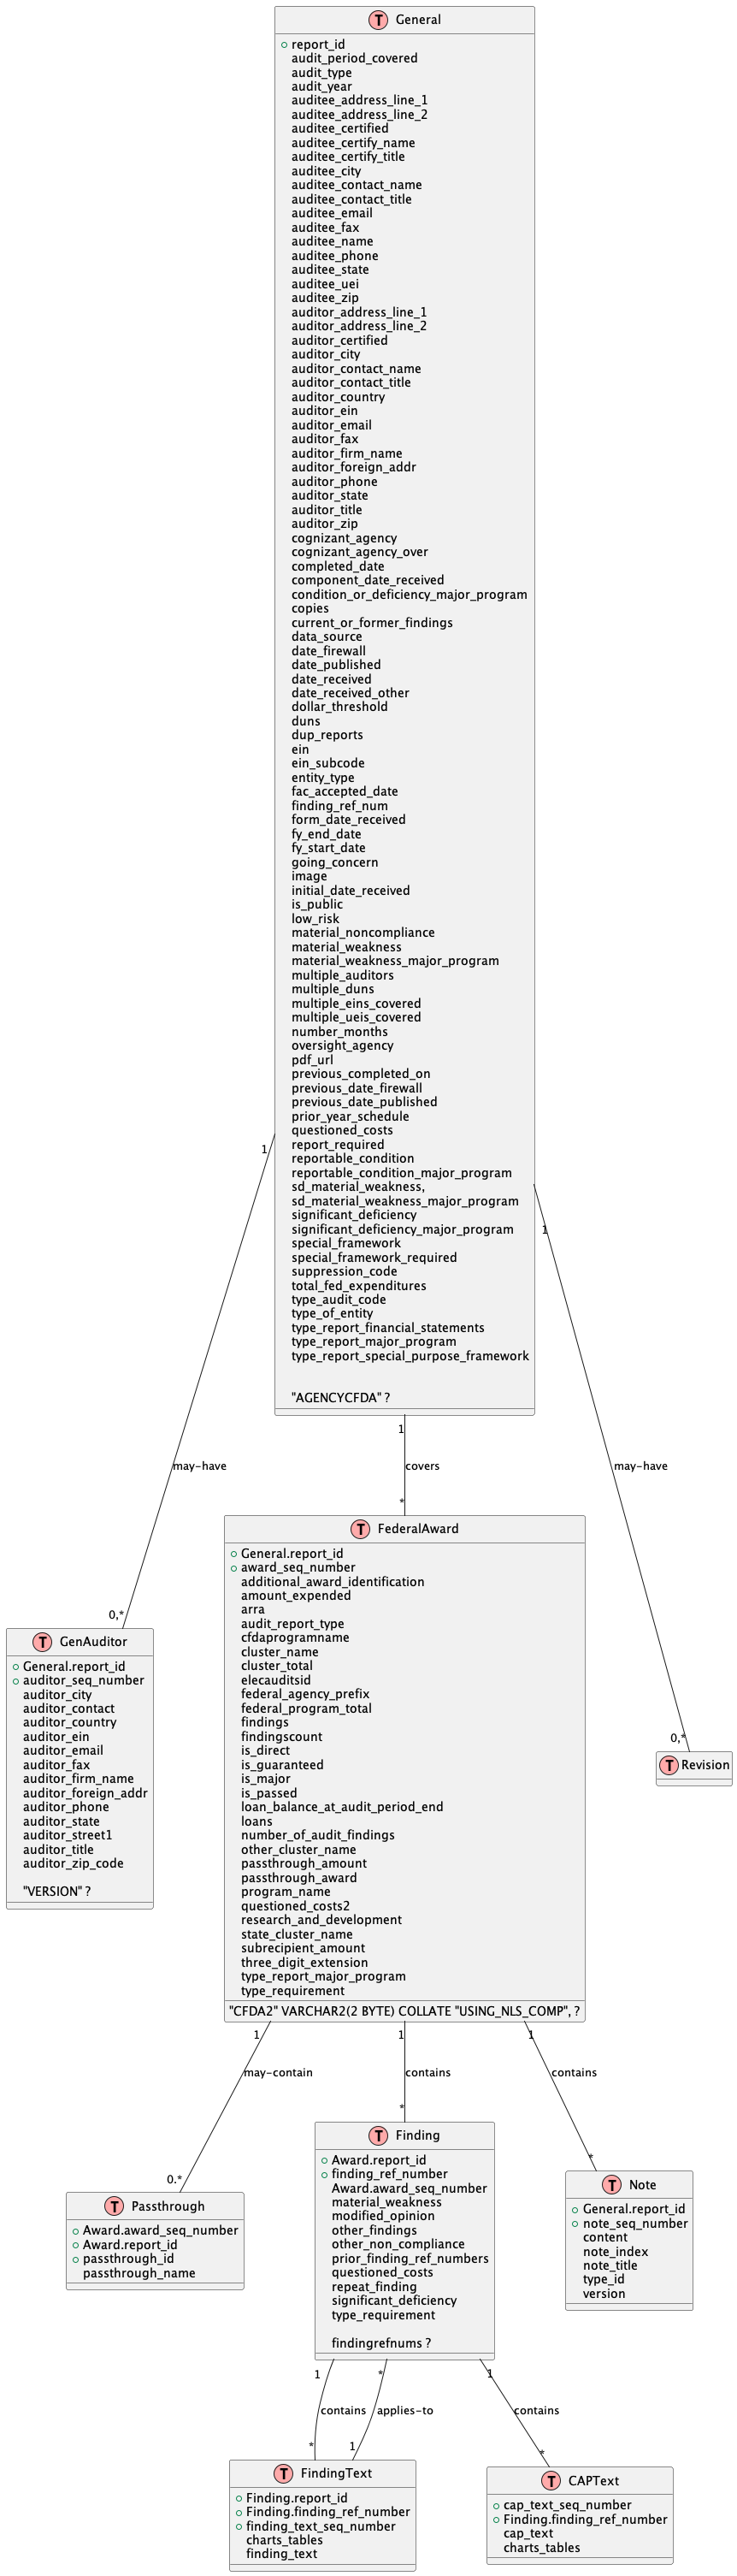 T General
report_id
audit_period_covered
audit_type
audit_year
auditee_address_line_1
auditee_address_line_2
auditee_certified
auditee_certify_name
auditee_certify_title
auditee_city
auditee_contact_name
auditee_contact_title
auditee_email
auditee_fax
auditee_name
auditee_phone
auditee_state
auditee_uei
auditee_zip
auditor_address_line_1
auditor_address_line_2
auditor_certified
auditor_city
auditor_contact_name
auditor_contact_title
auditor_country
auditor_ein
auditor_email
auditor_fax
auditor_firm_name
auditor_foreign_addr
auditor_phone
auditor_state
auditor_title
auditor_zip
cognizant_agency
cognizant_agency_over
completed_date
component_date_received
condition_or_deficiency_major_program
copies
current_or_former_findings
data_source
date_firewall
date_published
date_received
date_received_other
dollar_threshold
duns
dup_reports
ein
ein_subcode
entity_type
fac_accepted_date
finding_ref_num
form_date_received
fy_end_date
fy_start_date
going_concern
image
initial_date_received
is_public
low_risk
material_noncompliance
material_weakness
material_weakness_major_program
multiple_auditors
multiple_duns
multiple_eins_covered
multiple_ueis_covered
number_months
oversight_agency
pdf_url
previous_completed_on
previous_date_firewall
previous_date_published
prior_year_schedule
questioned_costs
report_required
reportable_condition
reportable_condition_major_program
sd_material_weakness,
sd_material_weakness_major_program
significant_deficiency
significant_deficiency_major_program
special_framework
special_framework_required
suppression_code
total_fed_expenditures
type_audit_code
type_of_entity
type_report_financial_statements
type_report_major_program
type_report_special_purpose_framework
"AGENCYCFDA" ?
1
may-have
0,*
1
covers
*
1
may-have
0,*
T GenAuditor
General.report_id
auditor_seq_number
auditor_city
auditor_contact
auditor_country
auditor_ein
auditor_email
auditor_fax
auditor_firm_name
auditor_foreign_addr
auditor_phone
auditor_state
auditor_street1
auditor_title
auditor_zip_code
"VERSION" ?
T FederalAward
General.report_id
award_seq_number
additional_award_identification
amount_expended
arra
audit_report_type
cfdaprogramname
cluster_name
cluster_total
elecauditsid
federal_agency_prefix
federal_program_total
findings
findingscount
is_direct
is_guaranteed
is_major
is_passed
loan_balance_at_audit_period_end
loans
number_of_audit_findings
other_cluster_name
passthrough_amount
passthrough_award
program_name
questioned_costs2
research_and_development
state_cluster_name
subrecipient_amount
three_digit_extension
type_report_major_program
type_requirement
"CFDA2" VARCHAR2(2 BYTE) COLLATE "USING_NLS_COMP", ?
T Revision
1
may-contain
0.*
1
contains
*
1
contains
*
T Passthrough
Award.award_seq_number
Award.report_id
passthrough_id
passthrough_name
T Finding
Award.report_id
finding_ref_number
Award.award_seq_number
material_weakness
modified_opinion
other_findings
other_non_compliance
prior_finding_ref_numbers
questioned_costs
repeat_finding
significant_deficiency
type_requirement
findingrefnums ?
T Note
General.report_id
note_seq_number
content
note_index
note_title
type_id
version
1
contains
*
*
applies-to
1
1
contains
*
T FindingText
Finding.report_id
Finding.finding_ref_number
finding_text_seq_number
charts_tables
finding_text
T CAPText
cap_text_seq_number
Finding.finding_ref_number
cap_text
charts_tables